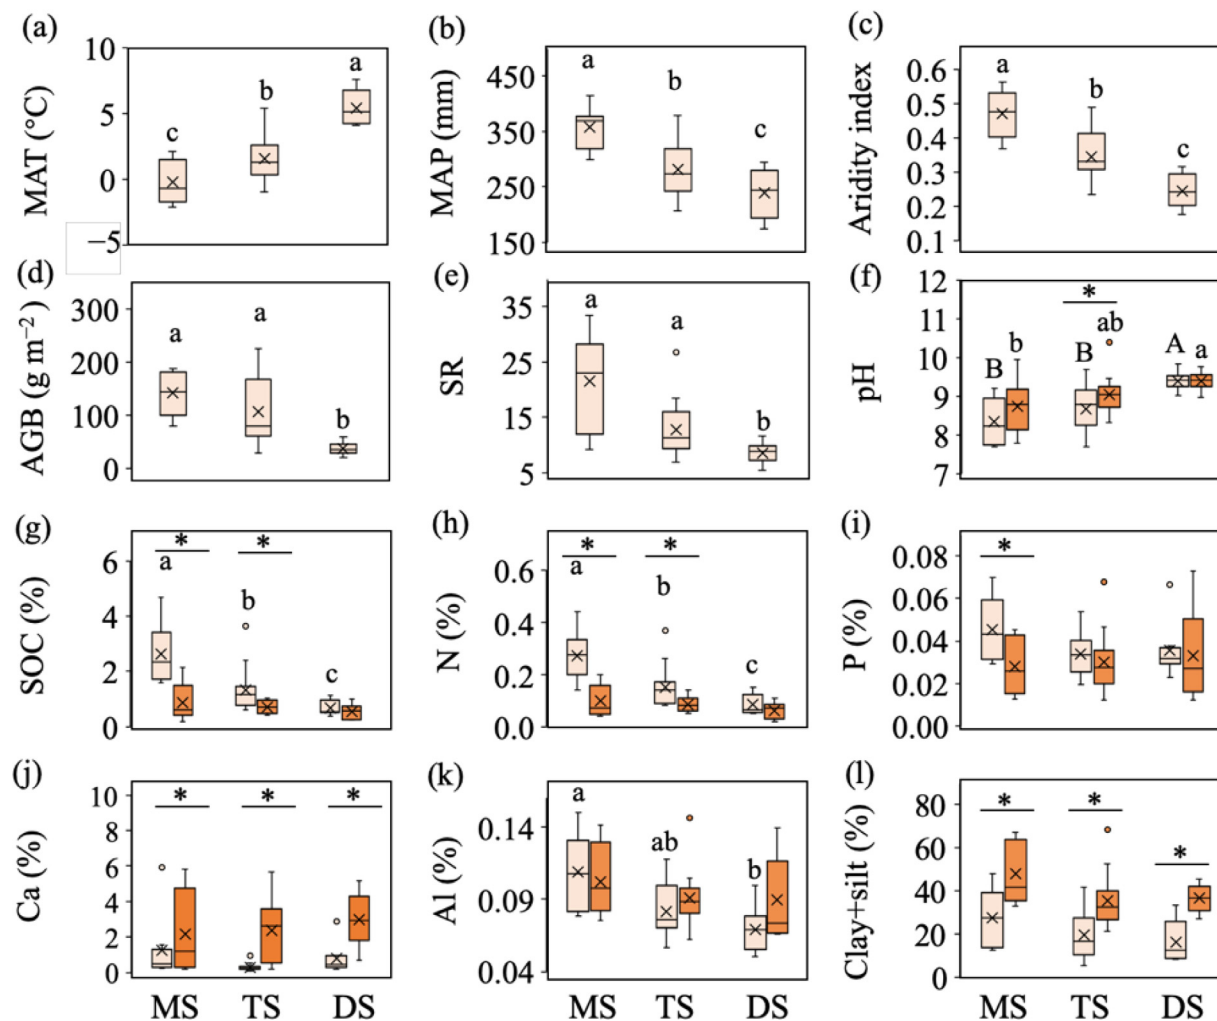 (a) (b) (c)
MAT (°C) 10 5 0 −5 c b a
MAP (mm) 450 350 250 150 a b c
Aridity index 0.6 0.5 0.4 0.3 0.2 0.1 a b c
(d) (e) (f)
AGB (g m−2) 300 200 100 0 a a b
SR 35 25 15 5 a a b
pH 12 11 10 9 8 7 B b * B ab A a
(g) (h) (i)
SOC (%) 6 4 2 0 * a * b c
N (%) 0.6 0.4 0.2 0.0 * a * b c
P (%) 0.08 0.06 0.04 0.02 0.00 *
(j) (k) (l)
Ca (%) 10 8 6 4 2 0 * * *
Al (%) 0.14 0.09 0.04 a ab b
Clay+silt (%) 80 60 40 20 0 * * *
MS TS DS MS TS DS MS TS DS